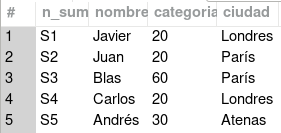 # n_sum nombre categoria ciudad
1 S1 Javier 20 Londres
2 S2 Juan 20 París
3 S3 Blas 60 París
4 S4 Carlos 20 Londres
5 S5 Andrés 30 Atenas